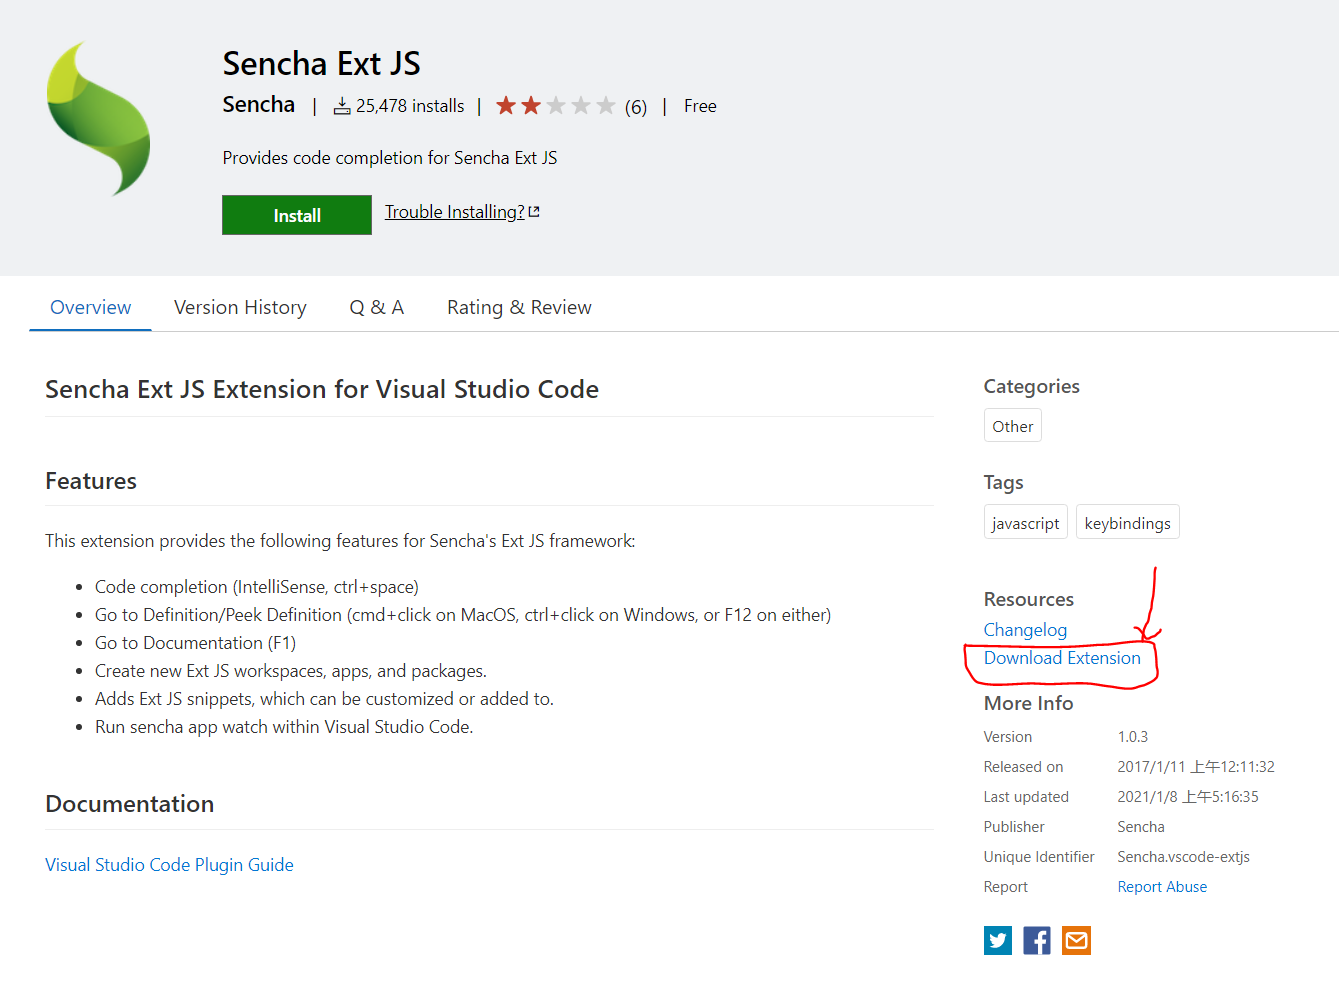 Sencha Ext JS
Sencha | 25,478 installs | (6) | Free
Provides code completion for Sencha Ext JS
Install Trouble Installing?
Overview Version History Q & A Rating & Review
Sencha Ext JS Extension for Visual Studio Code
Features
This extension provides the following features for Sencha's Ext JS framework:
• Code completion (IntelliSense, ctrl+space)
• Go to Definition/Peek Definition (cmd+click on MacOS, ctrl+click on Windows, or F12 on either)
• Go to Documentation (F1)
• Create new Ext JS workspaces, apps, and packages.
• Adds Ext JS snippets, which can be customized or added to.
• Run sencha app watch within Visual Studio Code.
Documentation
Visual Studio Code Plugin Guide
Categories
Other
Tags
javascript keybindings
Resources
Changelog
Download Extension
More Info
Version 1.0.3
Released on 2017/1/11 上午12:11:32
Last updated 2021/1/8 上午5:16:35
Publisher Sencha
Unique Identifier Sencha.vscode-extjs
Report Report Abuse